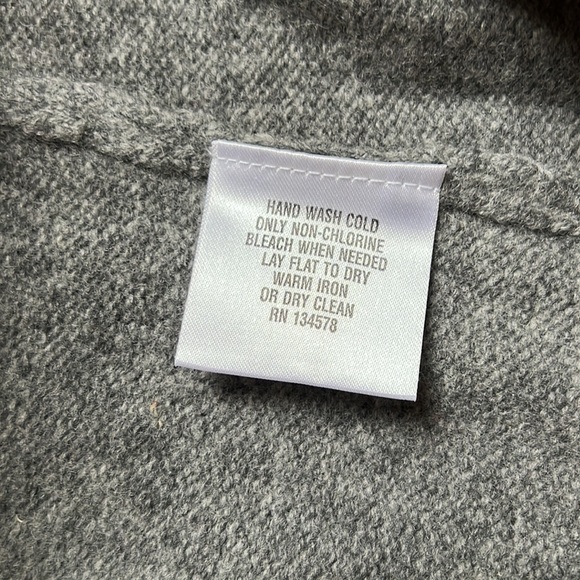 HAND WASH COLD
ONLY NON-CHLORINE
BLEACH WHEN NEEDED
LAY FLAT TO DRY
WARM IRON
OR DRY CLEAN
RN 134578